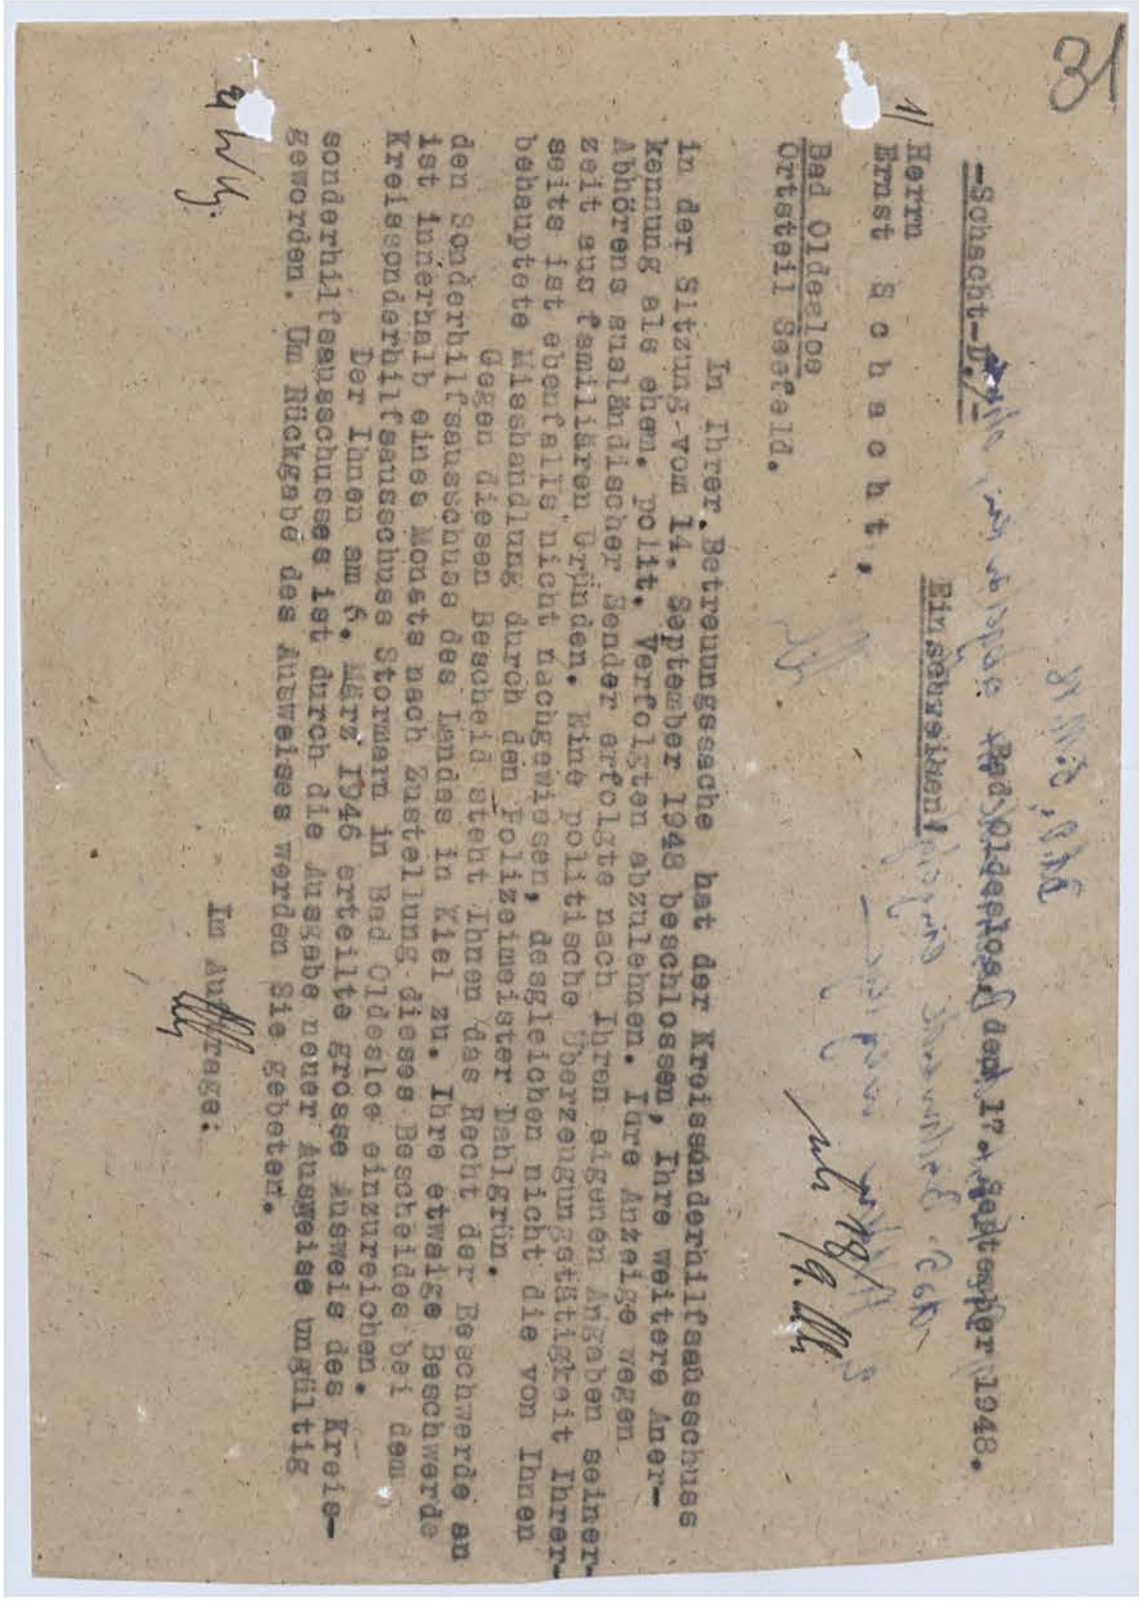 31
-Schacht-D./-
Bad Oldesloe, den 17. September 1948.
1/ Herrn
Einschreiben!
Ernst S c h a c h t ,
Bad Oldesloe
Ortsteil Seefeld.
18/9.
In Ihrer Betreuungssache hat der Kreissonderhilfsausschuss
in der Sitzung vom 14. September 1948 beschlossen, Ihre weitere Aner-
kennung als ehem. polit. Verfolgten abzulehnen. Ihre Anzeige wegen
Abhörens ausländischer Sender erfolgte nach Ihren eigenen Angaben seiner-
zeit aus familiären Gründen. Eine politische Überzeugungstätigkeit Ihrer-
seits ist ebenfalls nicht nachgewiesen, desgleichen nicht die von Ihnen
behauptete Misshandlung durch den Polizeimeister Dahlgrün.
Gegen diesen Bescheid steht Ihnen das Recht der Beschwerde an
den Sonderhilfsausschuss des Landes in Kiel zu. Ihre etwaige Beschwerde
ist innerhalb eines Monats nach Zustellung dieses Bescheides bei dem
Kreissonderhilfsausschuss Stormarn in Bad Oldesloe einzureichen.
Der Ihnen am 6. März 1946 erteilte grosse Ausweis des Kreis-
sonderhilfsausschusses ist durch die Ausgabe neuer Ausweise ungültig
geworden. Um Rückgabe des Ausweises werden Sie gebeten.
Im Auftrage: